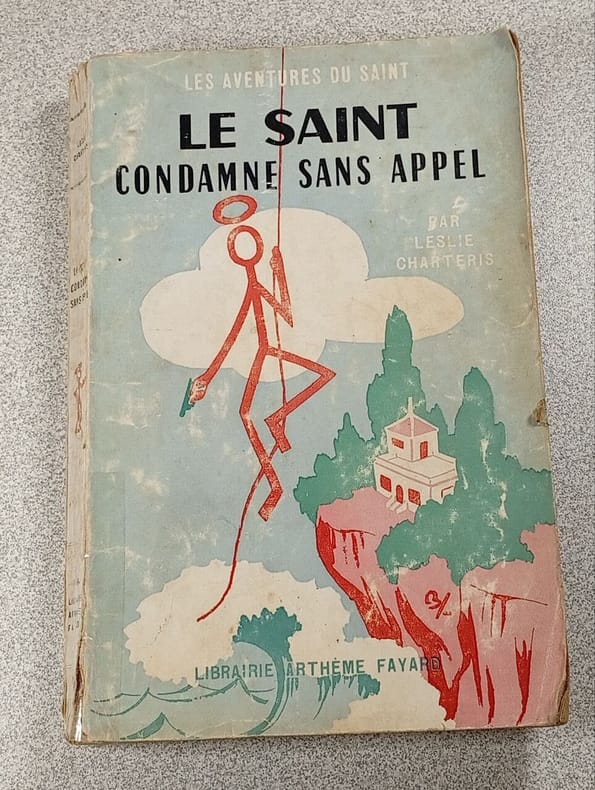 LES AVENTURES DU SAINT
LE SAINT
CONDAMNE SANS APPEL
PAR
LESLIE
CHARTERIS
LIBRAIRIE ARTHÈME FAYARD